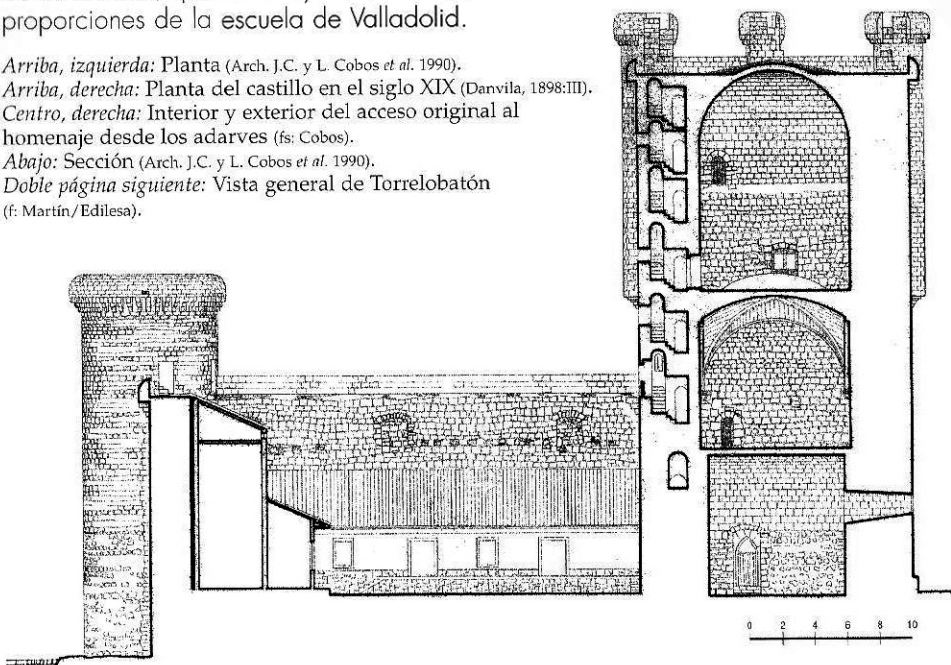 proporciones de la escuela de Valladolid.
Arriba, izquierda: Planta (Arch. J.C. y L. Cobos et al. 1990).
Arriba, derecha: Planta del castillo en el siglo XIX (Danvila, 1898:III).
Centro, derecha: Interior y exterior del acceso original al
homenaje desde los adarves (fs: Cobos).
Abajo: Sección (Arch. J.C. y L. Cobos et al. 1990).
Doble página siguiente: Vista general de Torrelobatón
(f: Martín/Edilesa).
0 2 4 6 8 10